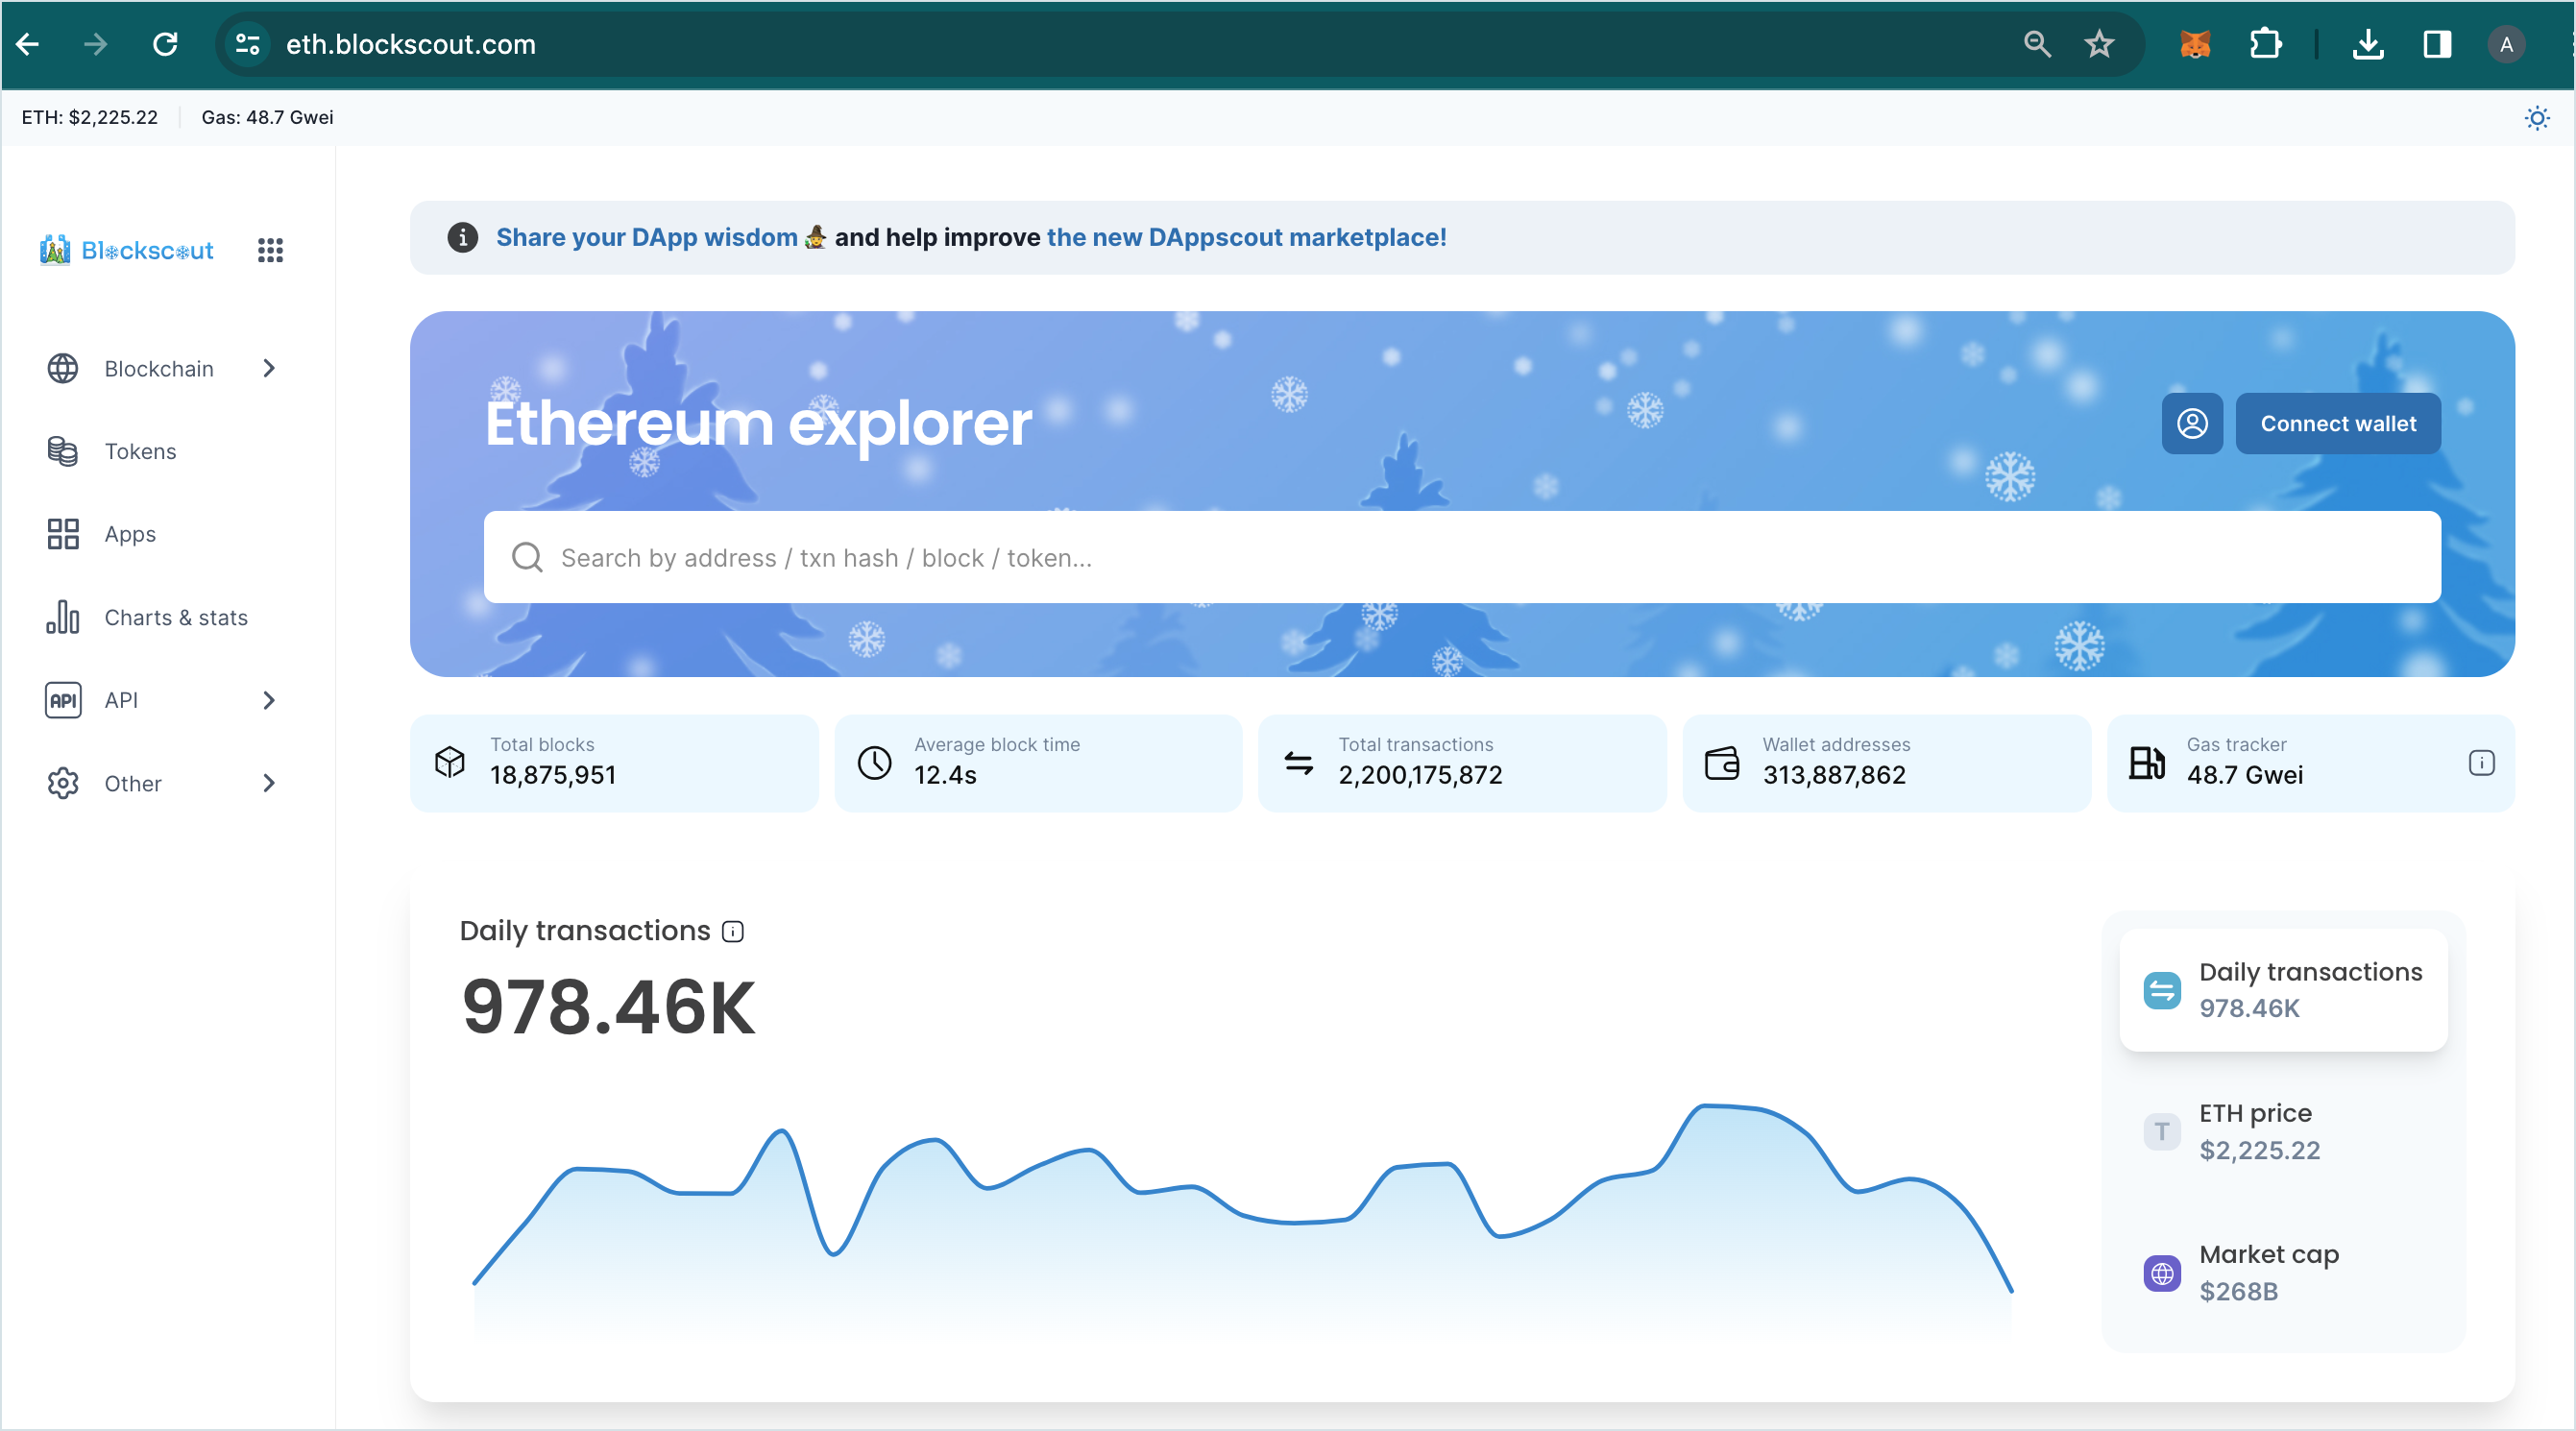 eth.blockscout.com
A
ETH: $2,225.22
Gas: 48.7 Gwei
Blockscout
Share your DApp wisdom 🧙 and help improve the new DAppscout marketplace!
Blockchain
Tokens
Apps
Charts & stats
API API
Other
Ethereum explorer
Connect wallet
Search by address / txn hash / block / token...
Total blocks
18,875,951
Average block time
12.4s
Total transactions
2,200,175,872
Wallet addresses
313,887,862
Gas tracker
48.7 Gwei
Daily transactions
978.46K
Daily transactions
978.46K
T
ETH price
$2,225.22
Market cap
$268B